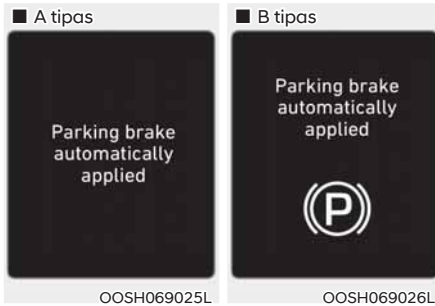 ■ A tipas
Parking brake
automatically
applied
OOSH069025L
■ B tipas
Parking brake
automatically
applied
(P)
OOSH069026L